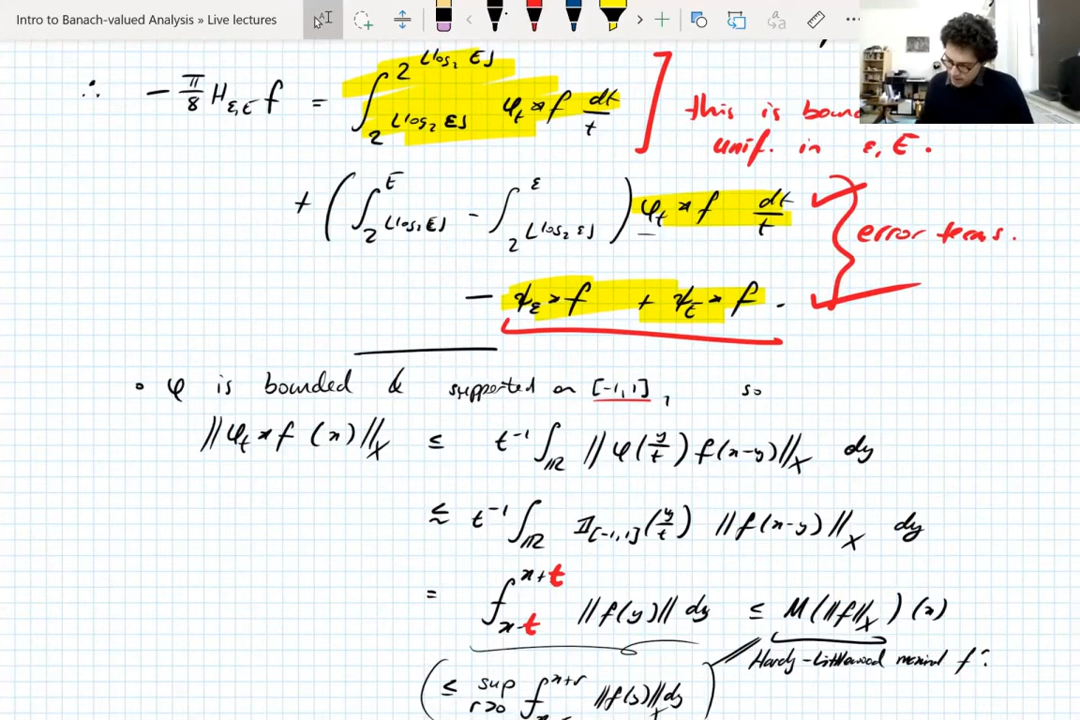 Intro to Banach-valued Analysis » Live lectures
∴ − π/8 H_{ε,E} f = ∫_{2^{⌊log₂ ε⌋}}^{2^{⌊log₂ E⌋}} φ_t * f dt/t ] this is
unif. in ε, E.
+ ( ∫_{2^{⌊log₂ E⌋}}^{E} − ∫_{2^{⌊log₂ ε⌋}}^{ε} ) φ_t * f dt/t } error terms.
− ψ_ε * f + ψ_E * f .
• φ is bounded & supported on [-1,1], so
‖φ_t * f (x)‖_X ≤ t^{-1} ∫_ℝ ‖φ(y/t) f(x-y)‖_X dy
≲ t^{-1} ∫_ℝ 𝟙_{[-1,1]}(y/t) ‖f(x-y)‖_X dy
= ⨍_{x-t}^{x+t} ‖f(y)‖ dy ≤ M(‖f‖_X)(x)
Hardy-Littlewood maximal f:
( ≤ sup_{r>0} ⨍^{x+r} ‖f(y)‖_X dy )